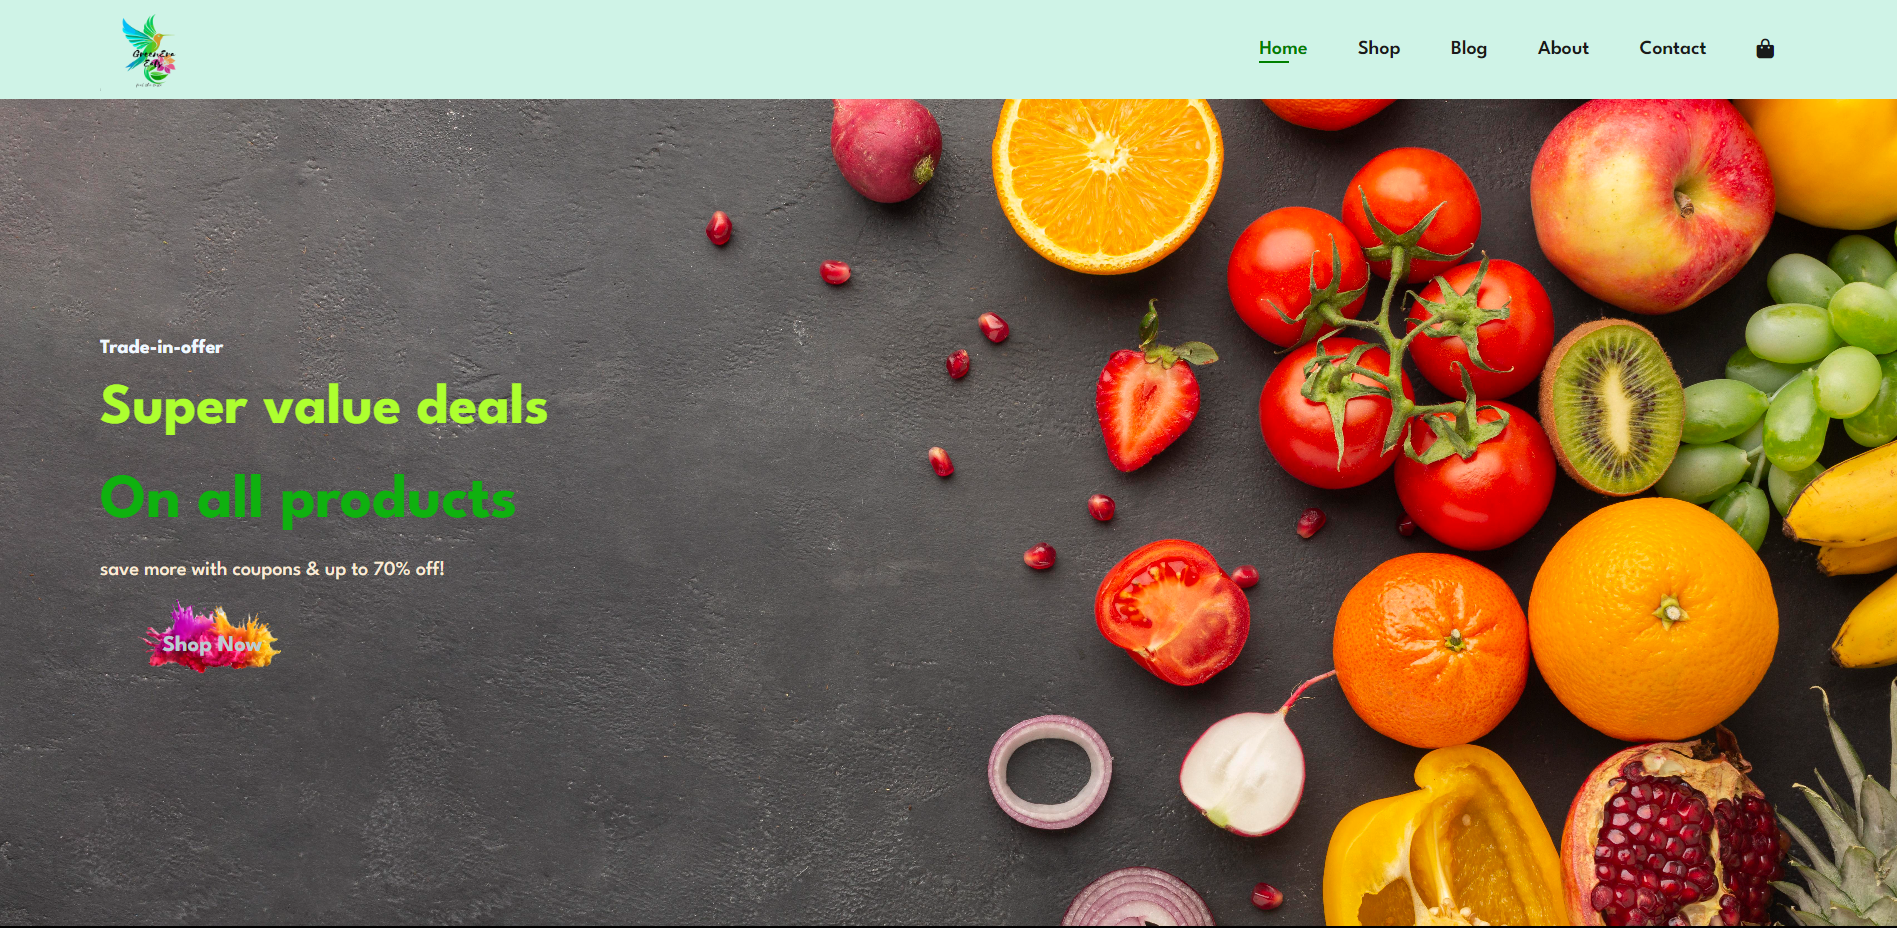 GreenEra
Eats
Home
Shop
Blog
About
Contact
Trade-in-offer
Super value deals
On all products
save more with coupons & up to 70% off!
Shop Now